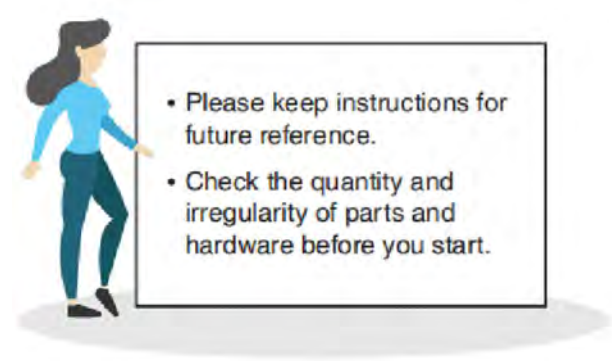 • Please keep instructions for
future reference.
• Check the quantity and
irregularity of parts and
hardware before you start.